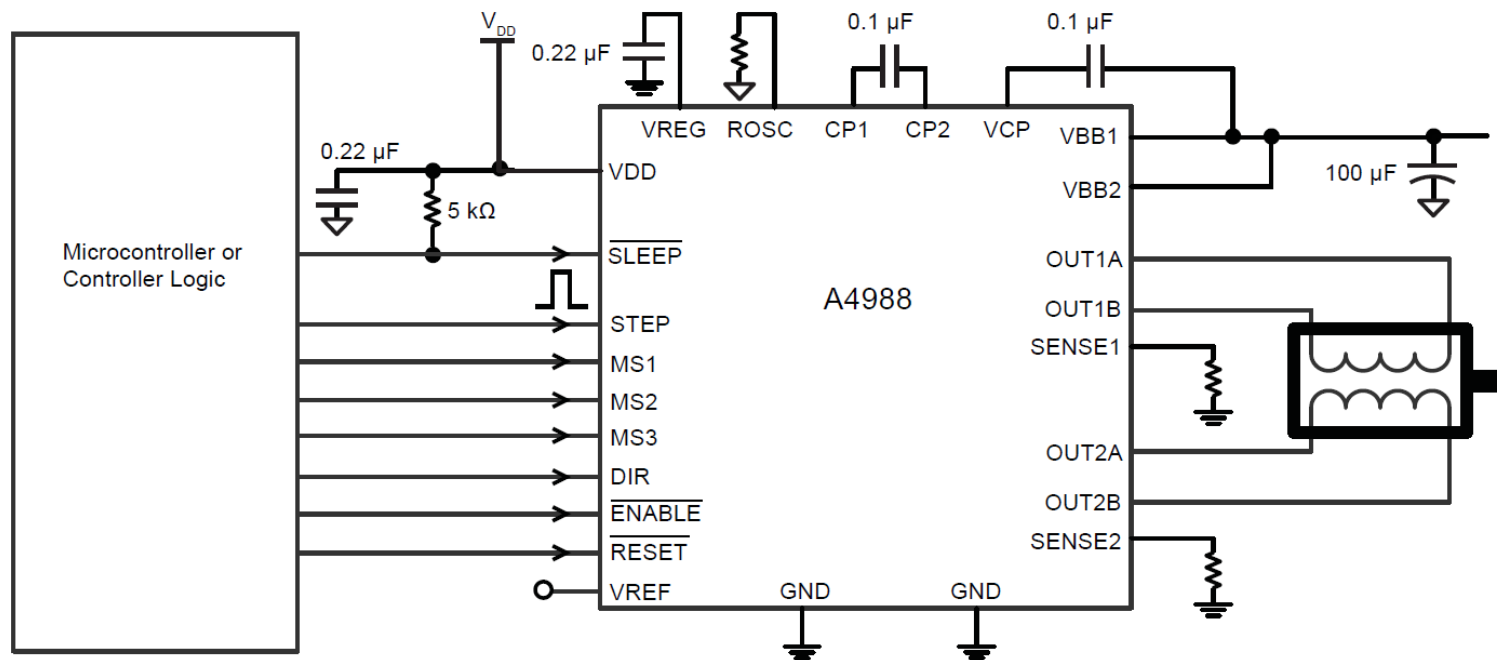 V_DD
0.22 µF
0.1 µF
0.1 µF
VREG
ROSC
CP1
CP2
VCP
VBB1
0.22 µF
VDD
5 kΩ
VBB2
100 µF
Microcontroller or
Controller Logic
SLEEP
OUT1A
A4988
OUT1B
STEP
SENSE1
MS1
MS2
MS3
OUT2A
DIR
OUT2B
ENABLE
SENSE2
RESET
VREF
GND
GND